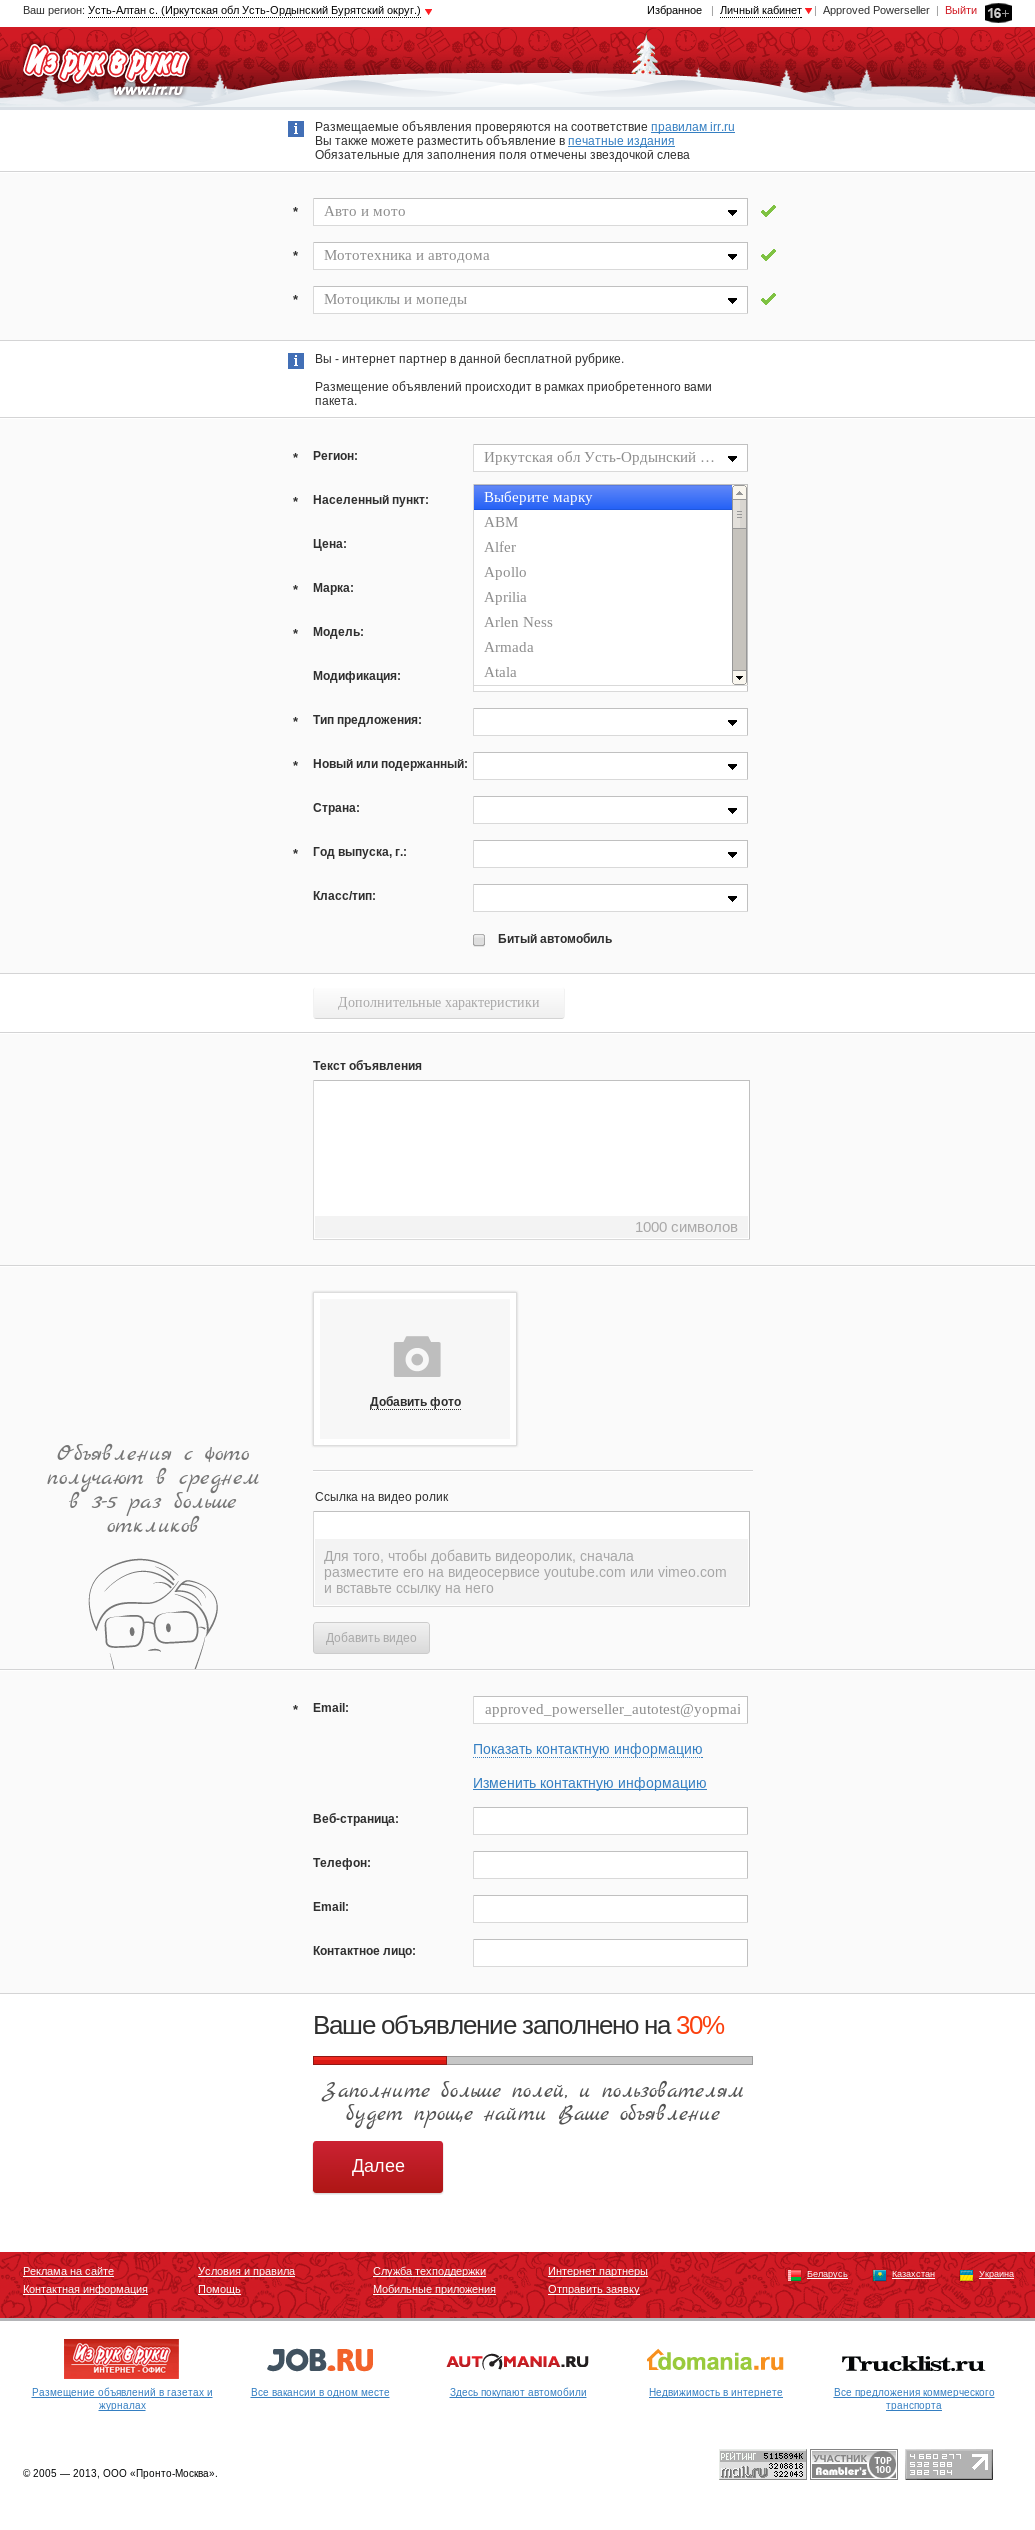 Ваш регион: Усть-Алтан с. (Иркутская обл Усть-Ордынский Бурятский округ.)
Избранное | Личный кабинет | Approved Powerseller | Выйти 16+
Из рук в руки
www.irr.ru
Размещаемые объявления проверяются на соответствие правилам irr.ru
Вы также можете разместить объявление в печатные издания
Обязательные для заполнения поля отмечены звездочкой слева
* Авто и мото
* Мототехника и автодома
* Мотоциклы и мопеды
Вы - интернет партнер в данной бесплатной рубрике.
Размещение объявлений происходит в рамках приобретенного вами
пакета.
* Регион: Иркутская обл Усть-Ордынский ...
* Населенный пункт:
Цена:
* Марка:
* Модель:
Модификация:
Выберите марку
ABM
Alfer
Apollo
Aprilia
Arlen Ness
Armada
Atala
* Тип предложения:
* Новый или подержанный:
Страна:
* Год выпуска, г.:
Класс/тип:
Битый автомобиль
Дополнительные характеристики
Текст объявления
1000 символов
Добавить фото
Объявления с фото
получают в среднем
в 3-5 раз больше
откликов
Ссылка на видео ролик
Для того, чтобы добавить видеоролик, сначала
разместите его на видеосервисе youtube.com или vimeo.com
и вставьте ссылку на него
Добавить видео
* Email: approved_powerseller_autotest@yopmai
Показать контактную информацию
Изменить контактную информацию
Веб-страница:
Телефон:
Email:
Контактное лицо:
Ваше объявление заполнено на 30%
Заполните больше полей, и пользователям
будет проще найти Ваше объявление
Далее
Реклама на сайте
Контактная информация
Условия и правила
Помощь
Служба техподдержки
Мобильные приложения
Интернет партнеры
Отправить заявку
Беларусь
Казахстан
Украина
Из рук в руки
ИНТЕРНЕТ - ОФИС
Размещение объявлений в газетах и
журналах
JOB.RU
Все вакансии в одном месте
AUTOMANIA.RU
Здесь покупают автомобили
domania.ru
Недвижимость в интернете
Trucklist.ru
Все предложения коммерческого
транспорта
© 2005 — 2013, ООО «Пронто-Москва».
РЕЙТИНГ 5115894K
3208818
mail.ru 322043
УЧАСТНИК
Rambler's
TOP
100
4 660 277
532 588
382 784